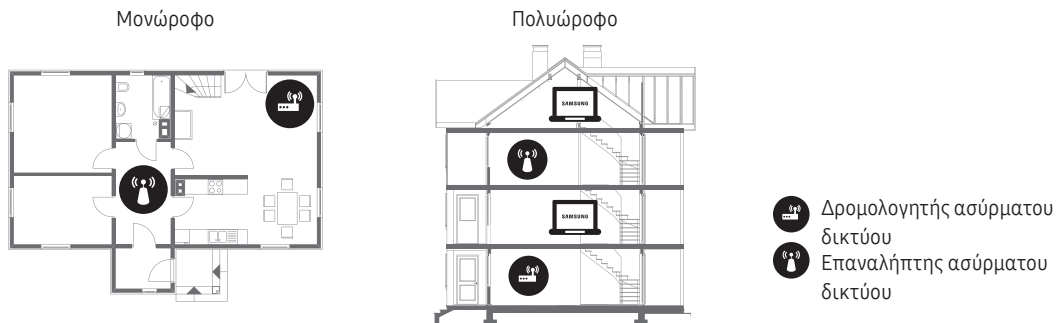 Μονώροφο
Πολυώροφο
SAMSUNG
SAMSUNG
Δρομολογητής ασύρματου
δικτύου
Επαναλήπτης ασύρματου
δικτύου